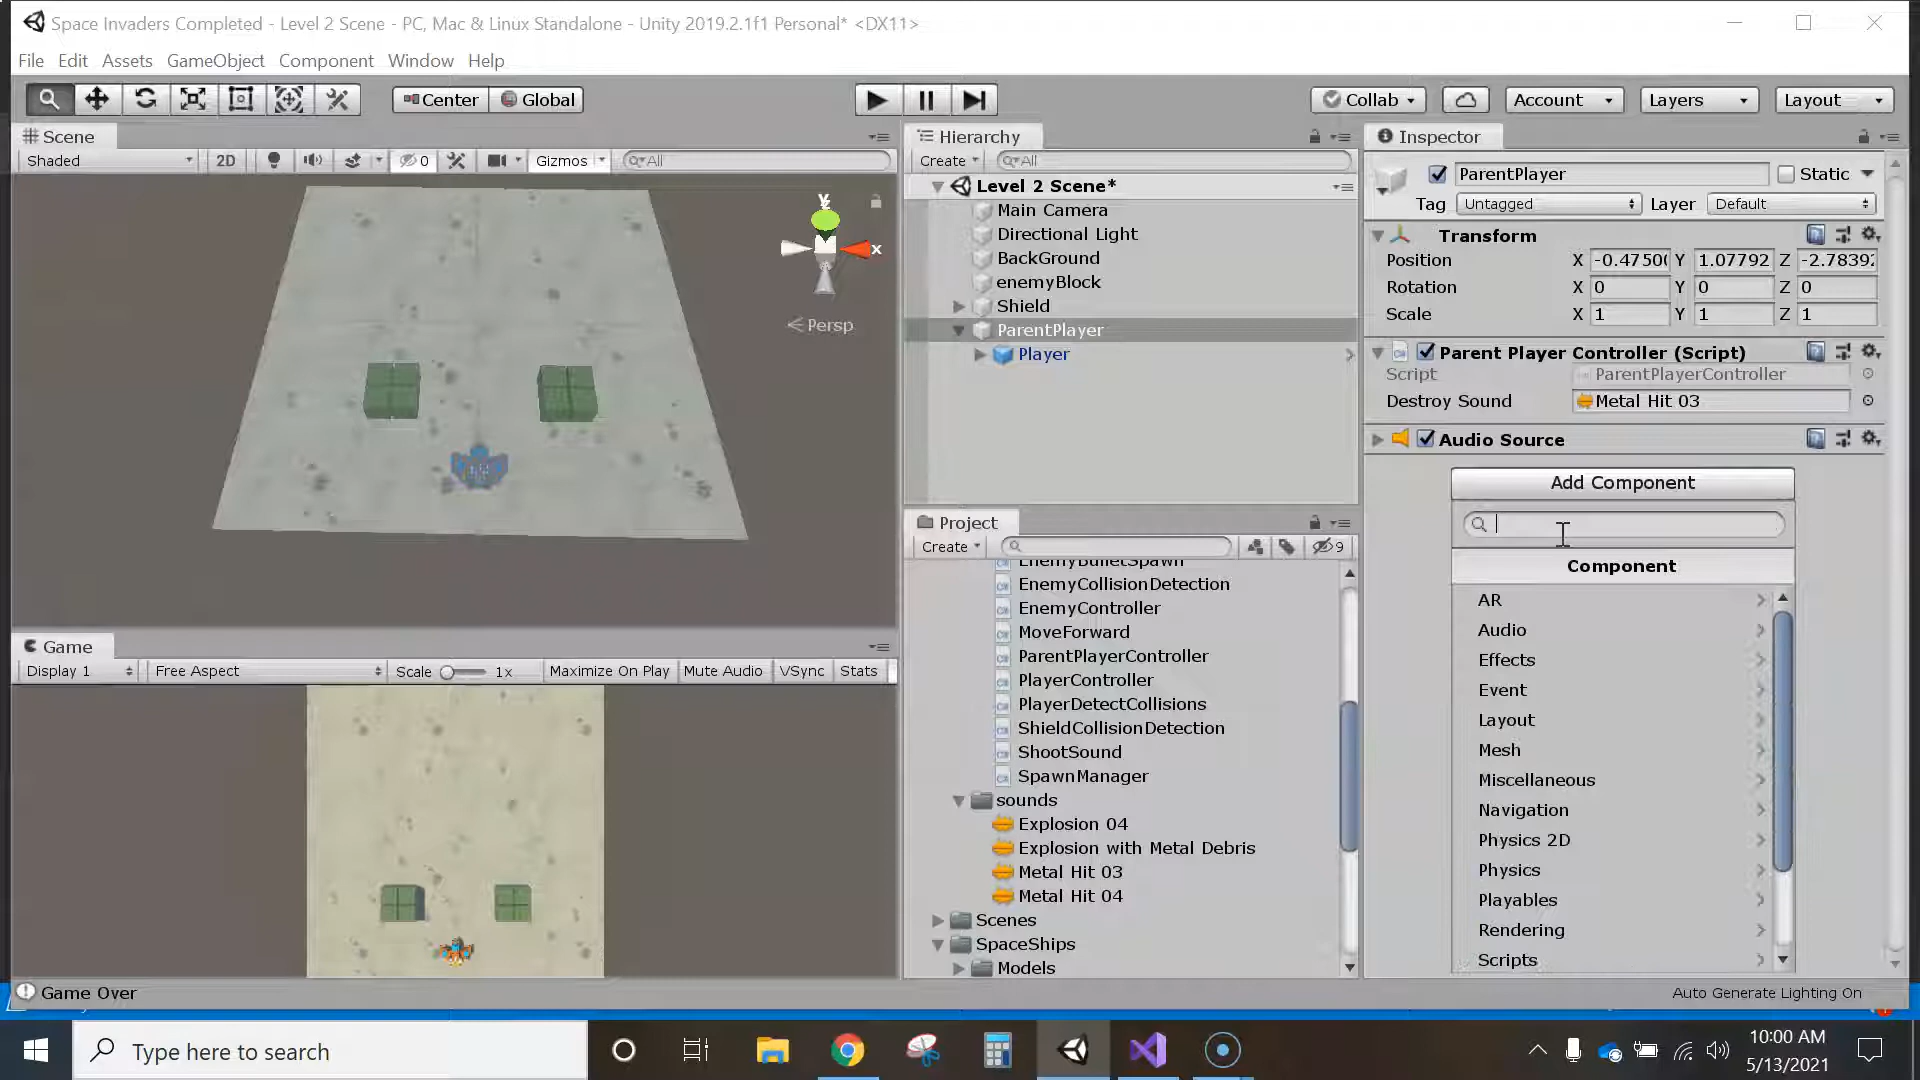 Space Invaders Completed - Level 2 Scene - PC, Mac & Linux Standalone - Unity 2019.2.1f1 Personal* <DX11>
File Edit Assets GameObject Component Window Help
Center Global Collab Account Layers Layout
Scene
Shaded 2D 0 Gizmos All
y
x
Persp
Game
Display 1 Free Aspect Scale 1x Maximize On Play Mute Audio VSync Stats
Hierarchy
Create All
Level 2 Scene*
Main Camera
Directional Light
BackGround
enemyBlock
Shield
ParentPlayer
Player
Project
Create 9
EnemyBulletSpawn
EnemyCollisionDetection
EnemyController
MoveForward
ParentPlayerController
PlayerController
PlayerDetectCollisions
ShieldCollisionDetection
ShootSound
SpawnManager
sounds
Explosion 04
Explosion with Metal Debris
Metal Hit 03
Metal Hit 04
Scenes
SpaceShips
Models
Inspector
ParentPlayer Static
Tag Untagged Layer Default
Transform
Position X -0.4750( Y 1.07792 Z -2.78392
Rotation X 0 Y 0 Z 0
Scale X 1 Y 1 Z 1
Parent Player Controller (Script)
Script ParentPlayerController
Destroy Sound Metal Hit 03
Audio Source
Add Component
Component
AR
Audio
Effects
Event
Layout
Mesh
Miscellaneous
Navigation
Physics 2D
Physics
Playables
Rendering
Scripts
Game Over Auto Generate Lighting On
Type here to search
10:00 AM
5/13/2021